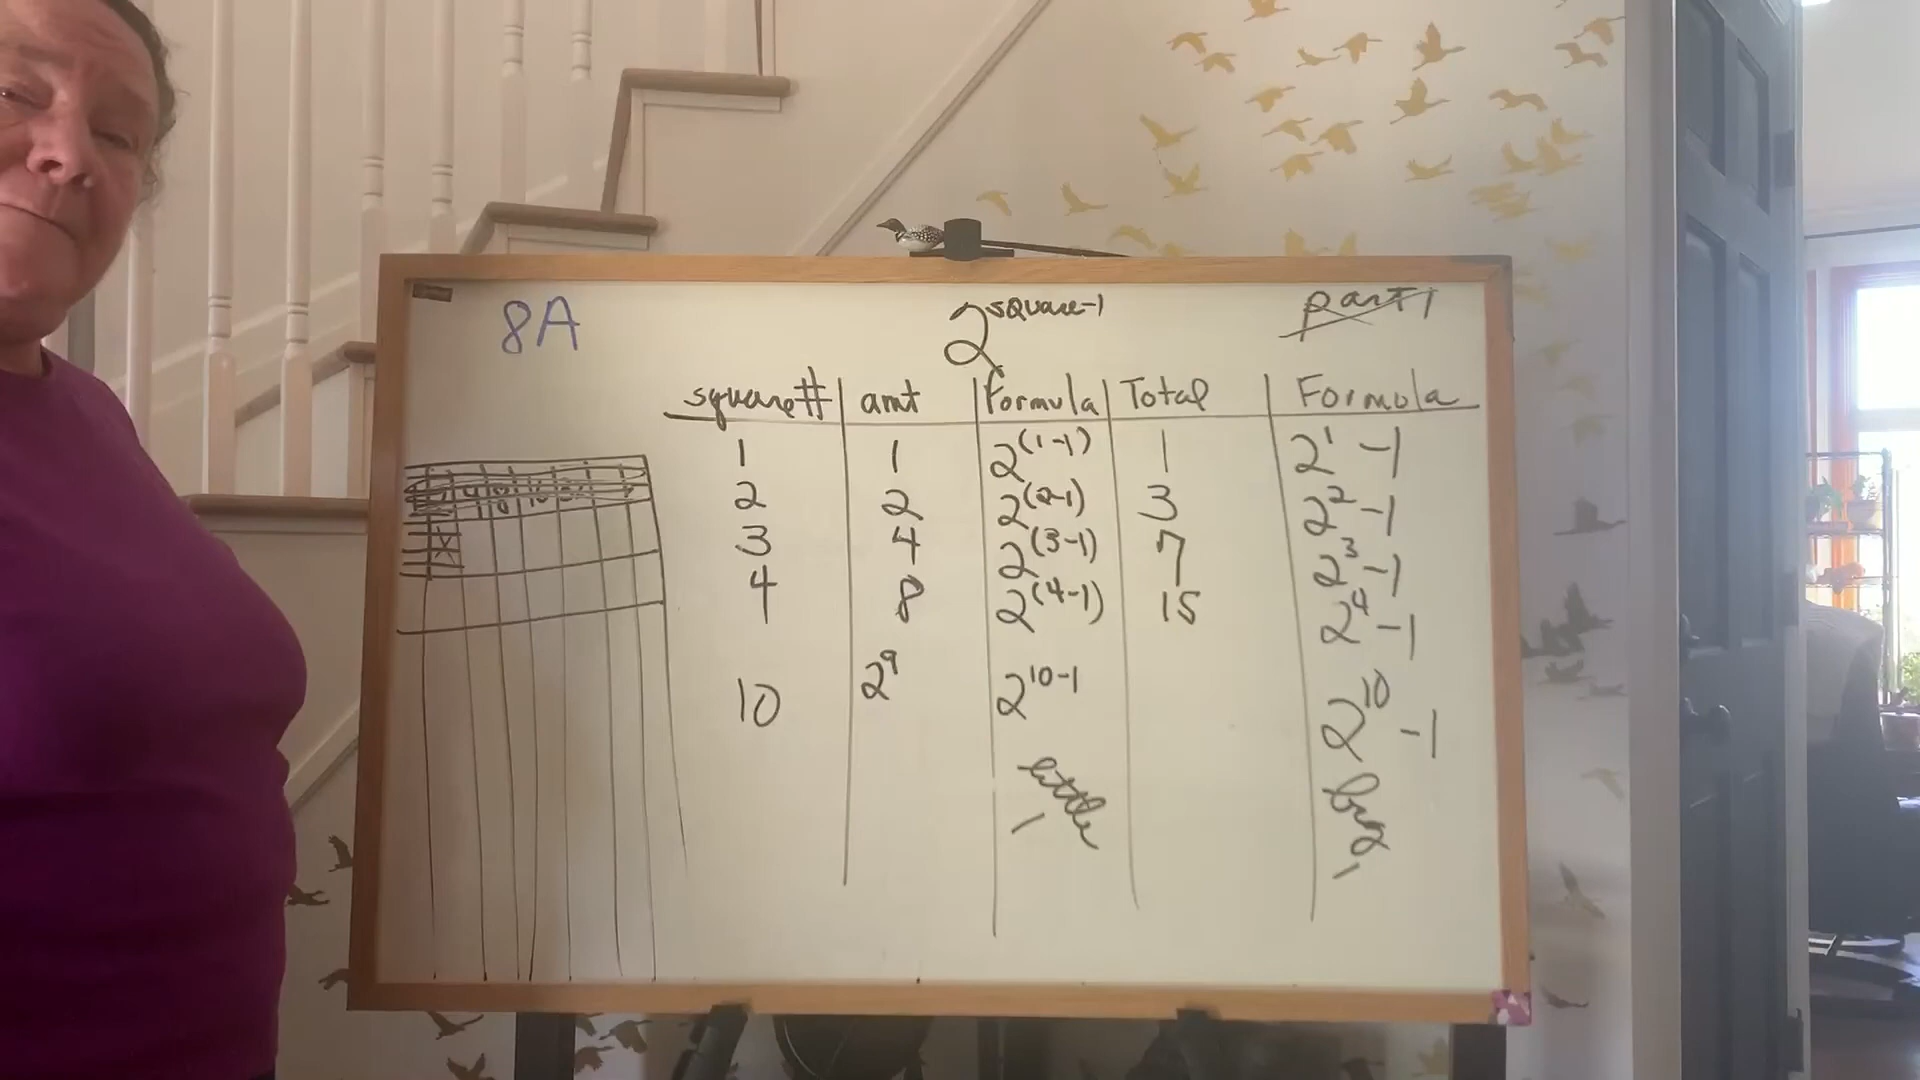 8A
2^square-1
part 1
square# amt Formula Total Formula
1 1 2^(1-1) 1 2^1 -1
2 2 2^(2-1) 3 2^2 -1
3 4 2^(3-1) 7 2^3 -1
4 8 2^(4-1) 15 2^4 -1
10 2^9 2^10-1 2^10 -1
little big